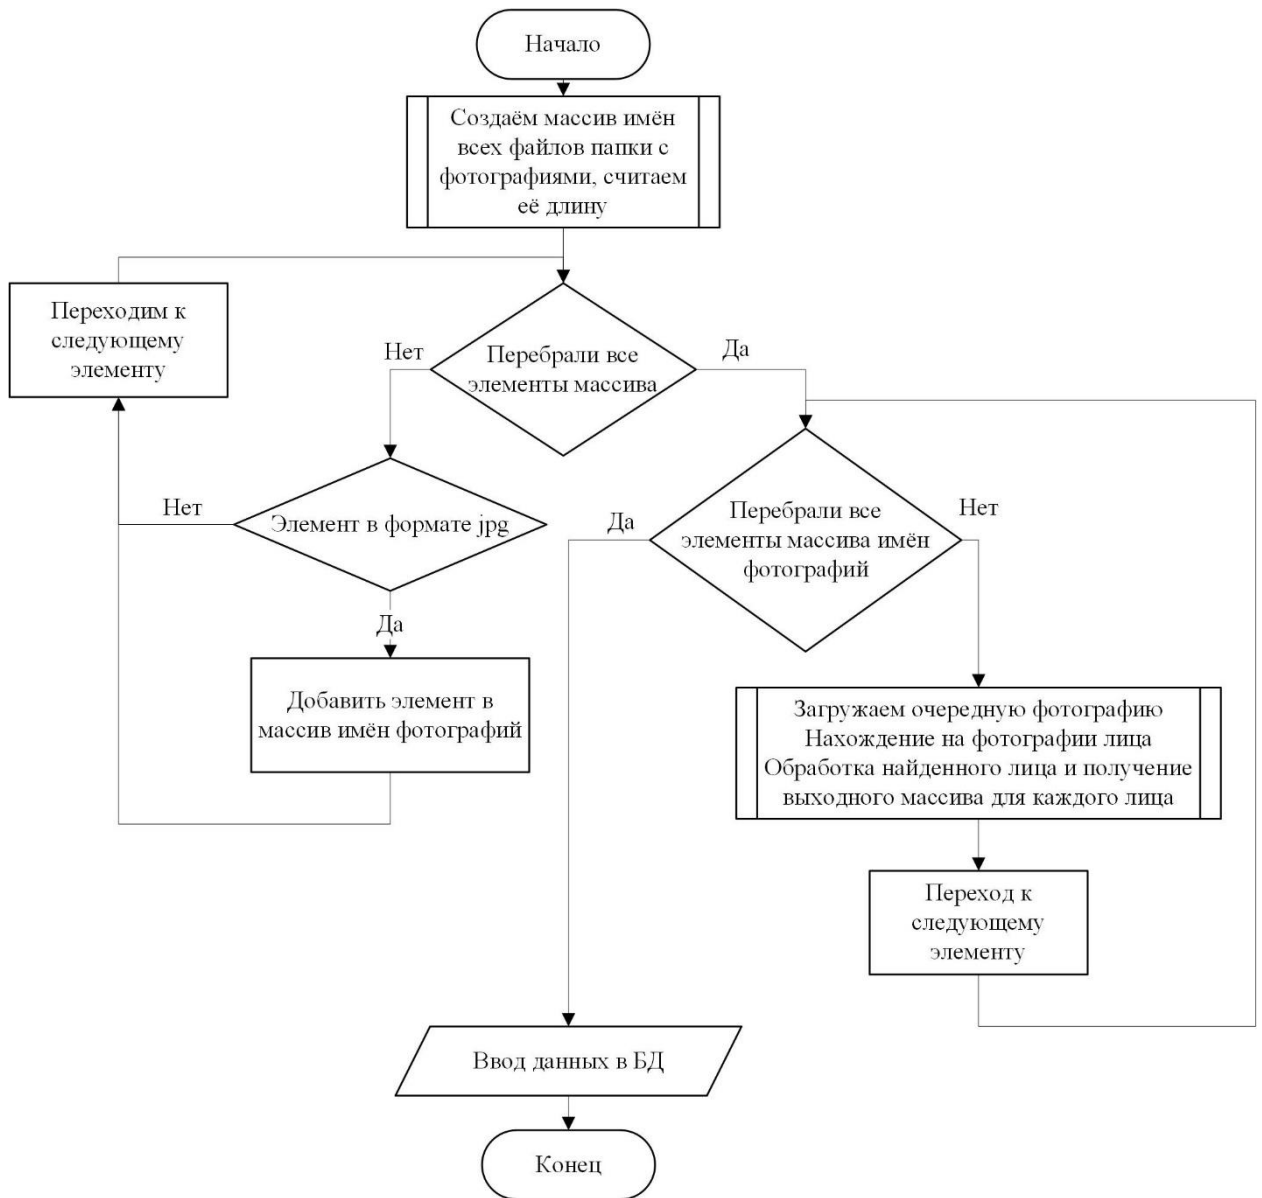 Начало
Создаём массив имён
всех файлов папки с
фотографиями, считаем
её длину
Переходим к
следующему
элементу
Нет
Перебрали все
элементы массива
Да
Нет
Элемент в формате jpg
Да
Перебрали все
элементы массива имён
фотографий
Нет
Да
Добавить элемент в
массив имён фотографий
Загружаем очередную фотографию
Нахождение на фотографии лица
Обработка найденного лица и получение
выходного массива для каждого лица
Переход к
следующему
элементу
Ввод данных в БД
Конец